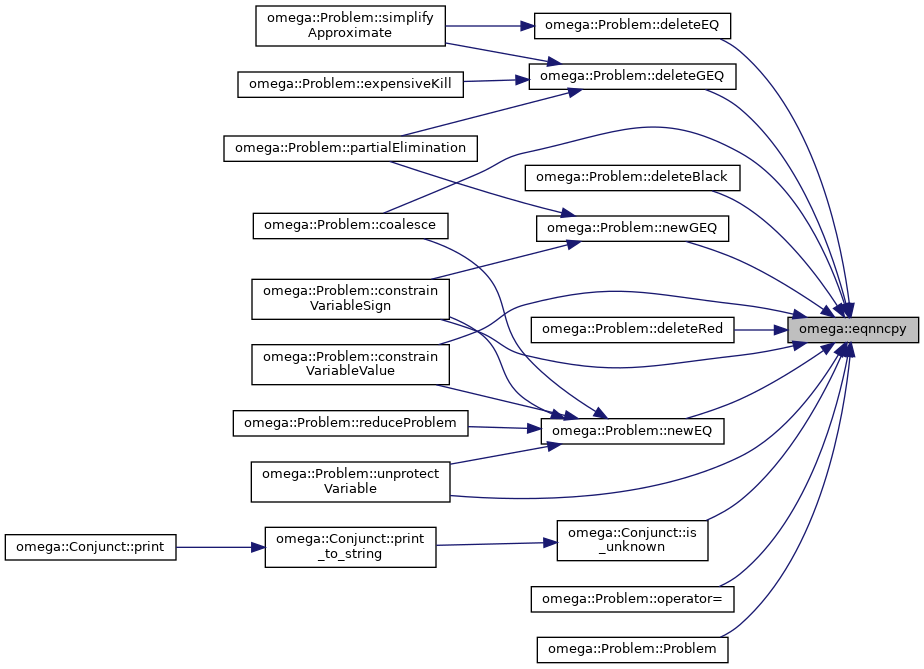 omega::Problem::simplify
Approximate
omega::Problem::deleteEQ
omega::Problem::deleteGEQ
omega::Problem::expensiveKill
omega::Problem::partialElimination
omega::Problem::deleteBlack
omega::Problem::coalesce
omega::Problem::newGEQ
omega::Problem::constrain
VariableSign
omega::Problem::deleteRed
omega::eqnncpy
omega::Problem::constrain
VariableValue
omega::Problem::reduceProblem
omega::Problem::newEQ
omega::Problem::unprotect
Variable
omega::Conjunct::print
omega::Conjunct::print
_to_string
omega::Conjunct::is
_unknown
omega::Problem::operator=
omega::Problem::Problem